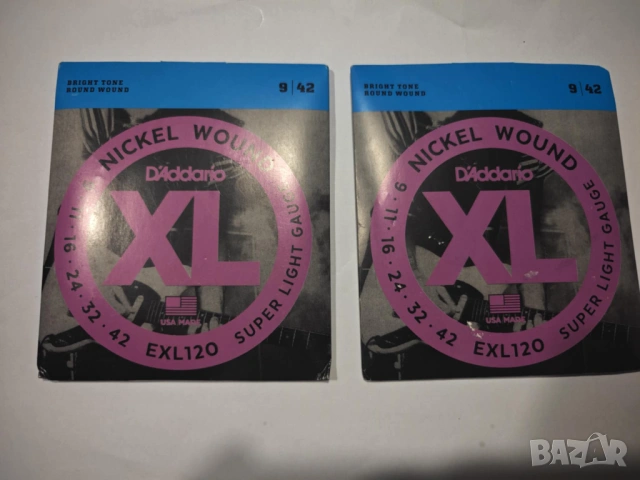 BRIGHT TONE
ROUND WOUND
9 | 42
NICKEL WOUND
D'Addario
XL
11 · 16 · 24 · 32 · 42
USA MADE
EXL120
SUPER LIGHT GAUGE
BRIGHT TONE
ROUND WOUND
9 | 42
NICKEL WOUND
D'Addario
XL
9 · 11 · 16 · 24 · 32 · 42
USA MADE
EXL120
SUPER LIGHT GAUGE
BAZAR